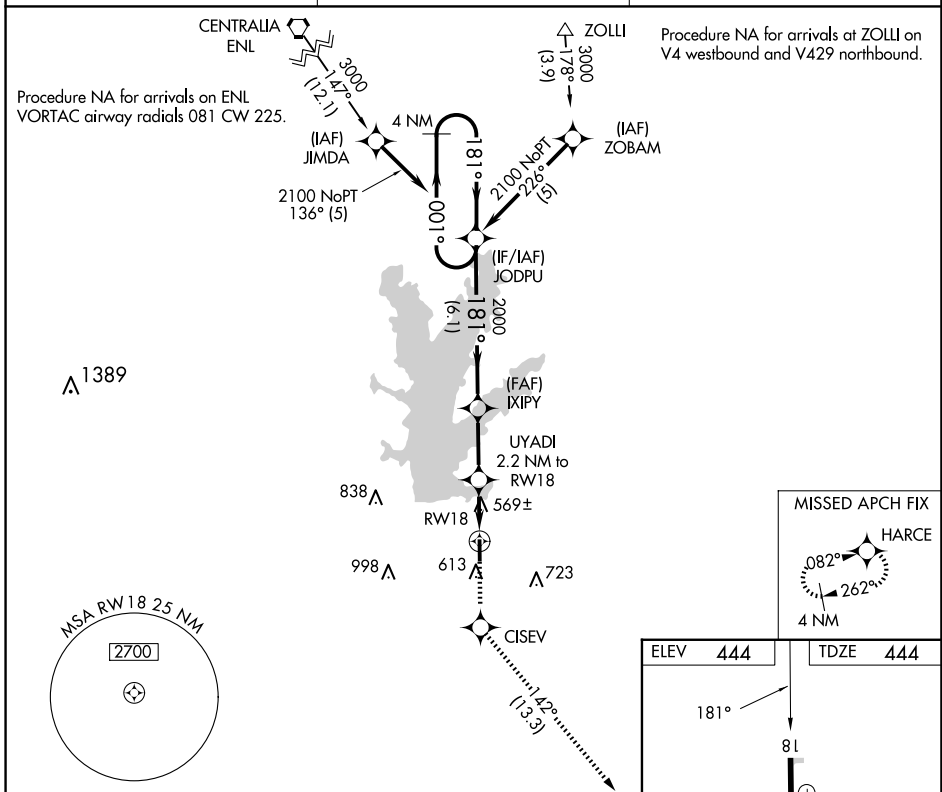 CENTRALIA
ENL
ZOLLI
Procedure NA for arrivals at ZOLLI on
V4 westbound and V429 northbound.
3000
147°
(12.1)
3000
178°
(3.9)
Procedure NA for arrivals on ENL
VORTAC airway radials 081 CW 225.
(IAF)
JIMDA
4 NM
(IAF)
ZOBAM
2100 NoPT
136° (5)
181°
001°
2100 NoPT
226°
(5)
(IF/IAF)
JODPU
2000
181°
(6.1)
1389
(FAF)
IXIPY
UYADI
2.2 NM to
RW18
838
569±
RW18
998
613
723
MISSED APCH FIX
HARCE
082°
262°
4 NM
CISEV
142°
(13.3)
MSA RW18 25 NM
2700
ELEV 444
TDZE 444
181°
18